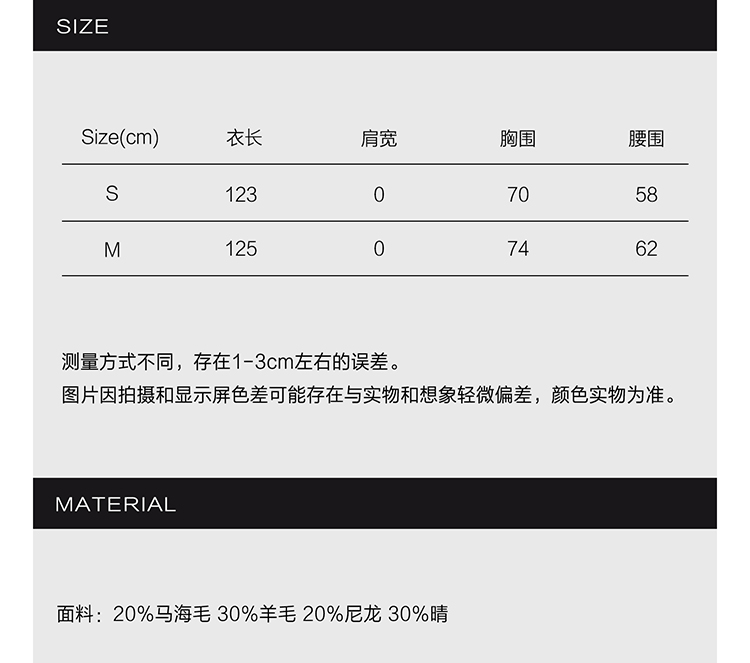 SIZE
Size(cm) 衣长 肩宽 胸围 腰围
S 123 0 70 58
M 125 0 74 62
测量方式不同，存在1-3cm左右的误差。
图片因拍摄和显示屏色差可能存在与实物和想象轻微偏差，颜色实物为准。
MATERIAL
面料：20%马海毛 30%羊毛 20%尼龙 30%晴